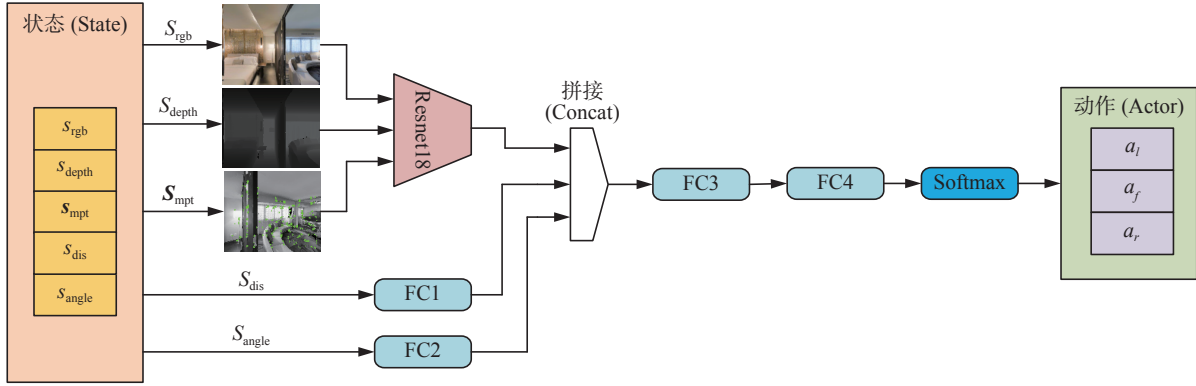 状态 (State)
s_rgb
s_depth
s_mpt
s_dis
s_angle
S_rgb
S_depth
S_mpt
S_dis
S_angle
Resnet18
FC1
FC2
拼接
(Concat)
FC3
FC4
Softmax
动作 (Actor)
a_l
a_f
a_r